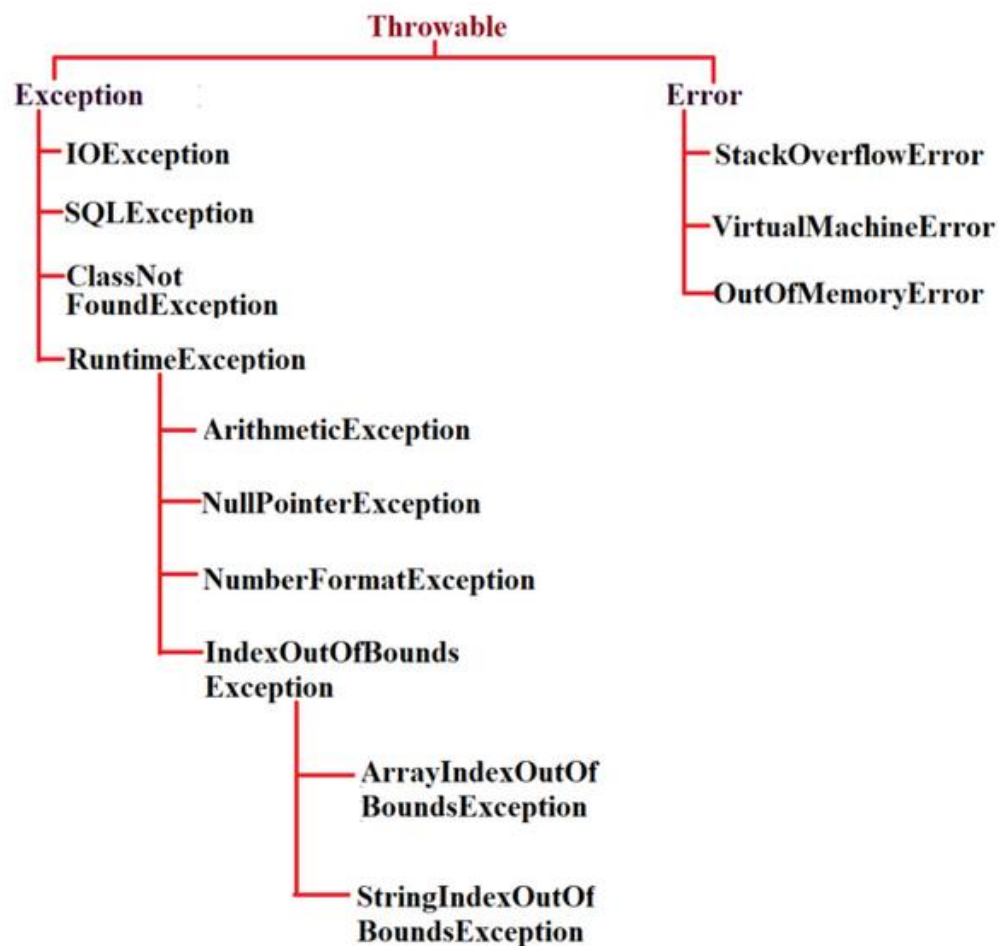 Throwable
Exception
Error
IOException
StackOverflowError
SQLException
VirtualMachineError
ClassNot
FoundException
OutOfMemoryError
RuntimeException
ArithmeticException
NullPointerException
NumberFormatException
IndexOutOfBounds
Exception
ArrayIndexOutOf
BoundsException
StringIndexOutOf
BoundsException